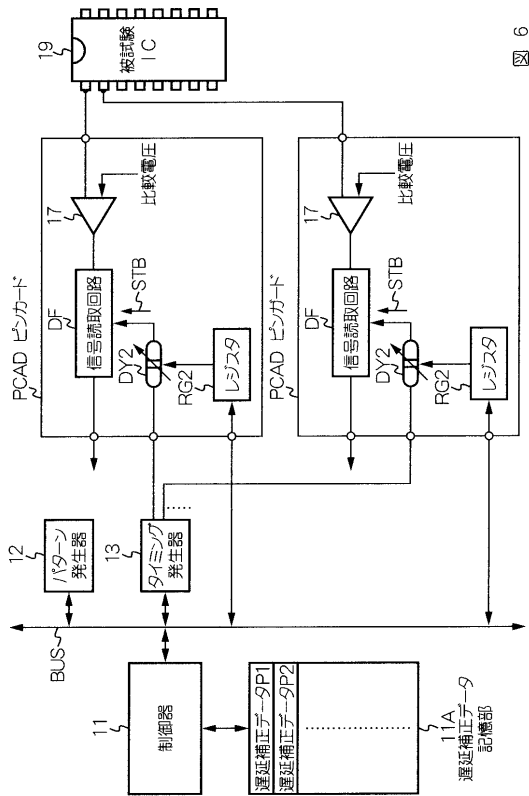 11
制御器
遅延補正データP1
遅延補正データP2
11A
遅延補正データ
記憶部
BUS
12
パターン
発生器
13
タイミング
発生器
PCAD ピンカード
DF
信号読取回路
17
比較電圧
STB
DY2
RG2
レジスタ
PCAD ピンカード
DF
信号読取回路
17
比較電圧
STB
DY2
RG2
レジスタ
19
被試験
IC
図 6